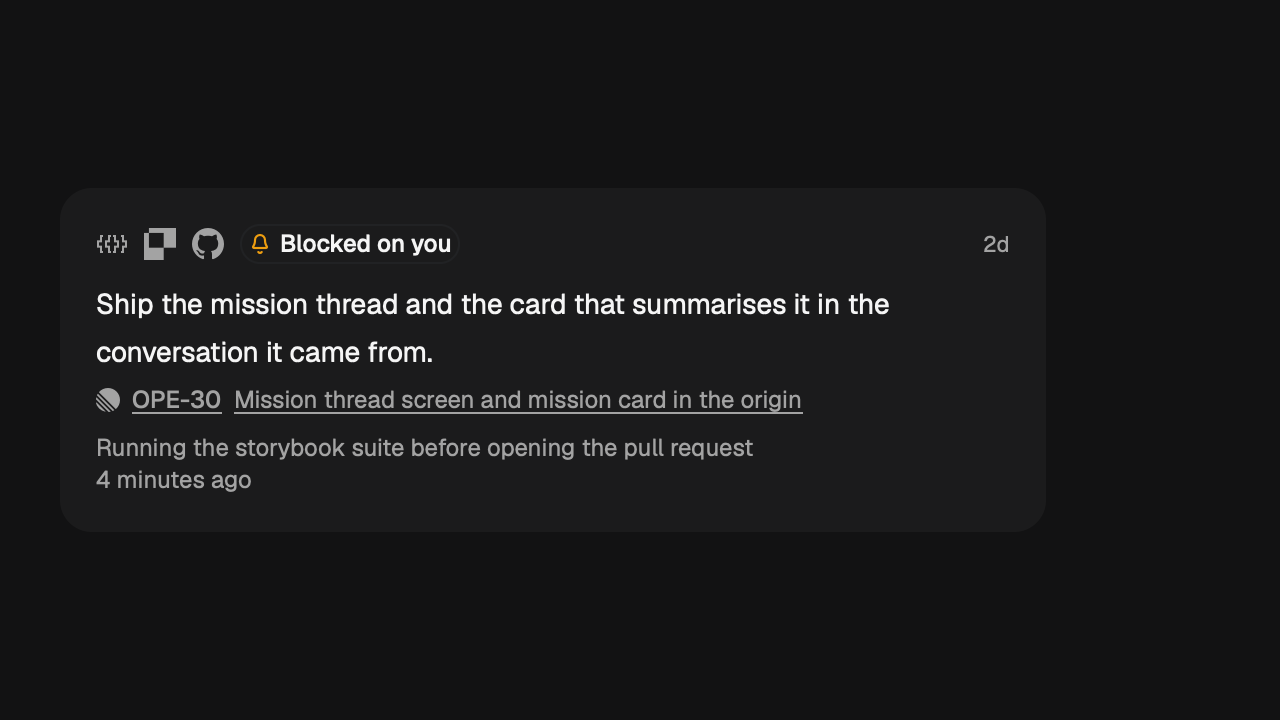 Blocked on you 2d
Ship the mission thread and the card that summarises it in the
conversation it came from.
OPE-30 Mission thread screen and mission card in the origin
Running the storybook suite before opening the pull request
4 minutes ago